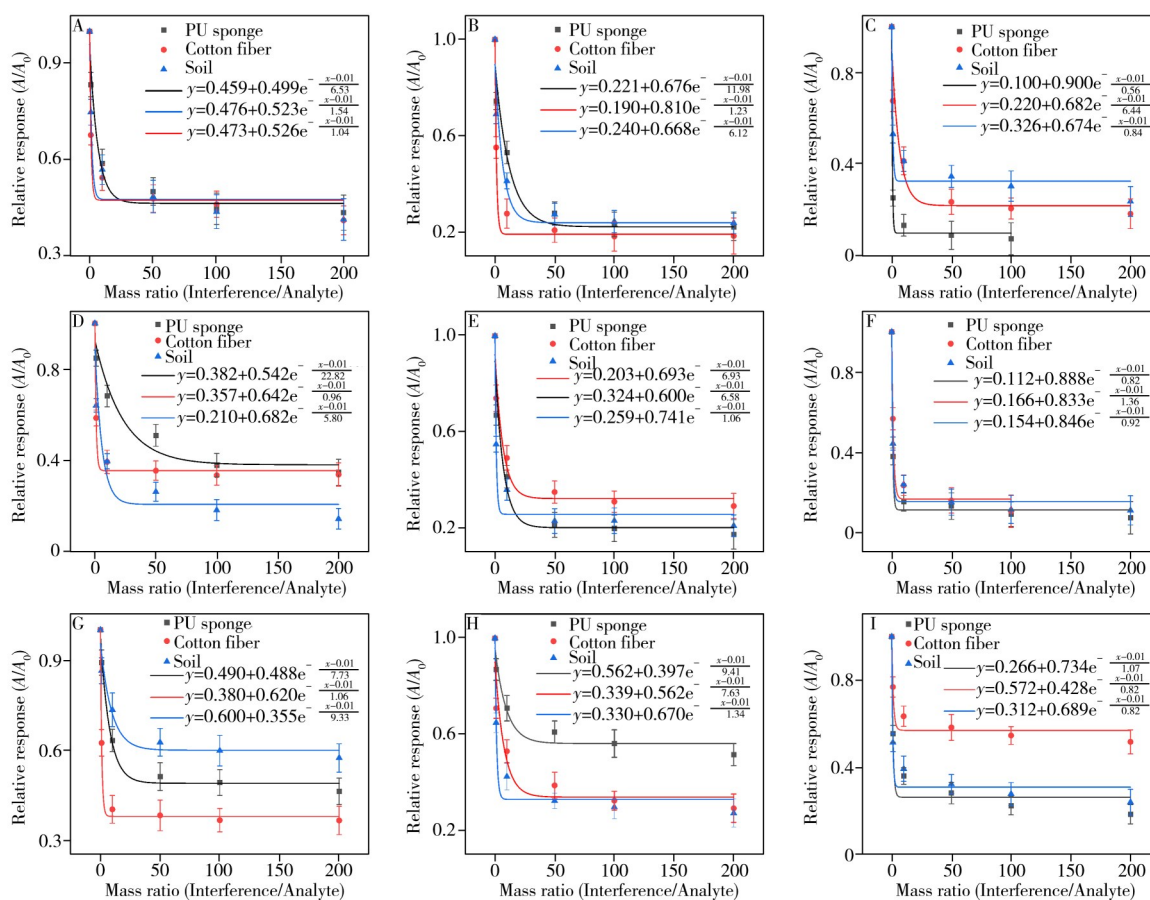 A
PU sponge
Cotton fiber
Soil
y=0.459+0.499e^-(x-0.01)/6.53
y=0.476+0.523e^-(x-0.01)/1.54
y=0.473+0.526e^-(x-0.01)/1.04
0.9
0.6
0.3
0 50 100 150 200
Relative response (A/A0)
Mass ratio (Interference/Analyte)
B
PU sponge
Cotton fiber
Soil
y=0.221+0.676e^-(x-0.01)/11.98
y=0.190+0.810e^-(x-0.01)/1.23
y=0.240+0.668e^-(x-0.01)/6.12
1.0
0.6
0.2
0 50 100 150 200
Relative response (A/A0)
Mass ratio (Interference/Analyte)
C
PU sponge
Cotton fiber
Soil
y=0.100+0.900e^-(x-0.01)/0.56
y=0.220+0.682e^-(x-0.01)/6.44
y=0.326+0.674e^-(x-0.01)/0.84
0.8
0.4
0
0 50 100 150 200
Relative response (A/A0)
Mass ratio (Interference/Analyte)
D
PU sponge
Cotton fiber
Soil
y=0.382+0.542e^-(x-0.01)/22.82
y=0.357+0.642e^-(x-0.01)/0.96
y=0.210+0.682e^-(x-0.01)/5.80
0.8
0.4
0
0 50 100 150 200
Relative response (A/A0)
Mass ratio (Interference/Analyte)
E
PU sponge
Cotton fiber
Soil
y=0.203+0.693e^-(x-0.01)/6.93
y=0.324+0.600e^-(x-0.01)/6.58
y=0.259+0.741e^-(x-0.01)/1.06
1.0
0.6
0.2
0 50 100 150 200
Relative response (A/A0)
Mass ratio (Interference/Analyte)
F
PU sponge
Cotton fiber
Soil
y=0.112+0.888e^-(x-0.01)/0.82
y=0.166+0.833e^-(x-0.01)/1.36
y=0.154+0.846e^-(x-0.01)/0.92
0.8
0.4
0
0 50 100 150 200
Relative response (A/A0)
Mass ratio (Interference/Analyte)
G
PU sponge
Cotton fiber
Soil
y=0.490+0.488e^-(x-0.01)/7.73
y=0.380+0.620e^-(x-0.01)/1.06
y=0.600+0.355e^-(x-0.01)/9.33
0.9
0.6
0.3
0 50 100 150 200
Relative response (A/A0)
Mass ratio (Interference/Analyte)
H
PU sponge
Cotton fiber
Soil
y=0.562+0.397e^-(x-0.01)/9.41
y=0.339+0.562e^-(x-0.01)/7.63
y=0.330+0.670e^-(x-0.01)/1.34
1.0
0.6
0.2
0 50 100 150 200
Relative response (A/A0)
Mass ratio (Interference/Analyte)
I
PU sponge
Cotton fiber
Soil
y=0.266+0.734e^-(x-0.01)/1.07
y=0.572+0.428e^-(x-0.01)/0.82
y=0.312+0.689e^-(x-0.01)/0.82
0.8
0.4
0
0 50 100 150 200
Relative response (A/A0)
Mass ratio (Interference/Analyte)